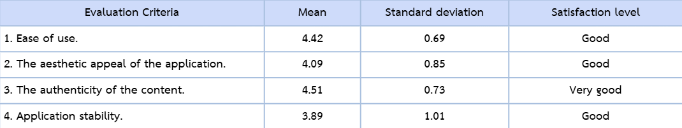 Evaluation Criteria Mean Standard deviation Satisfaction level
1. Ease of use. 4.42 0.69 Good
2. The aesthetic appeal of the application. 4.09 0.85 Good
3. The authenticity of the content. 4.51 0.73 Very good
4. Application stability. 3.89 1.01 Good